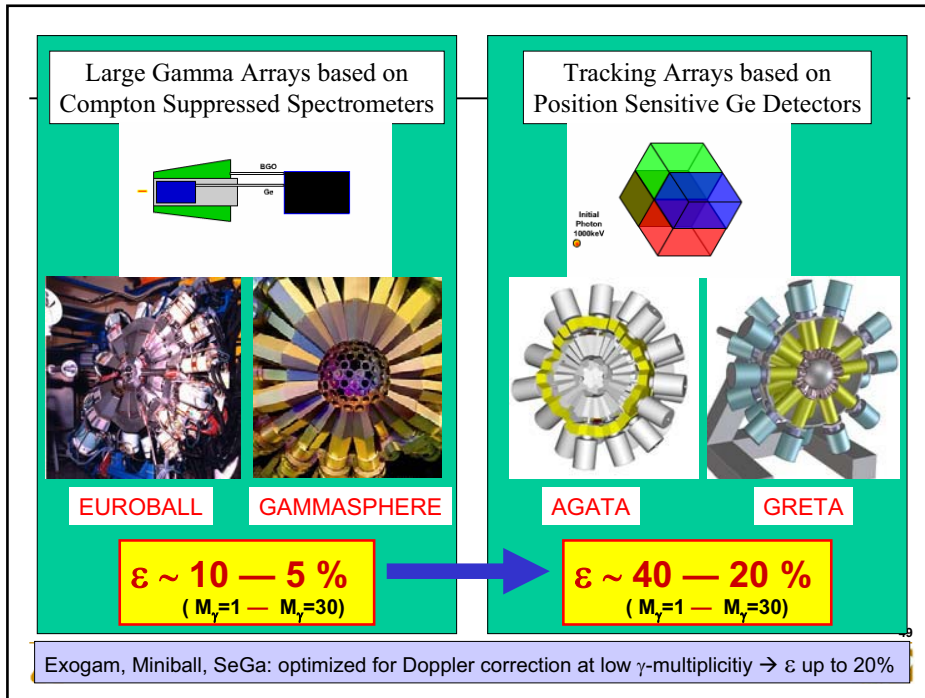 Large Gamma Arrays based on
Compton Suppressed Spectrometers
BGO
Ge
EUROBALL
GAMMASPHERE
ε ~ 10 — 5 %
( Mγ=1 — Mγ=30)
Tracking Arrays based on
Position Sensitive Ge Detectors
Initial
Photon
1000keV
AGATA
GRETA
ε ~ 40 — 20 %
( Mγ=1 — Mγ=30)
Exogam, Miniball, SeGa: optimized for Doppler correction at low γ-multiplicitiy → ε up to 20%